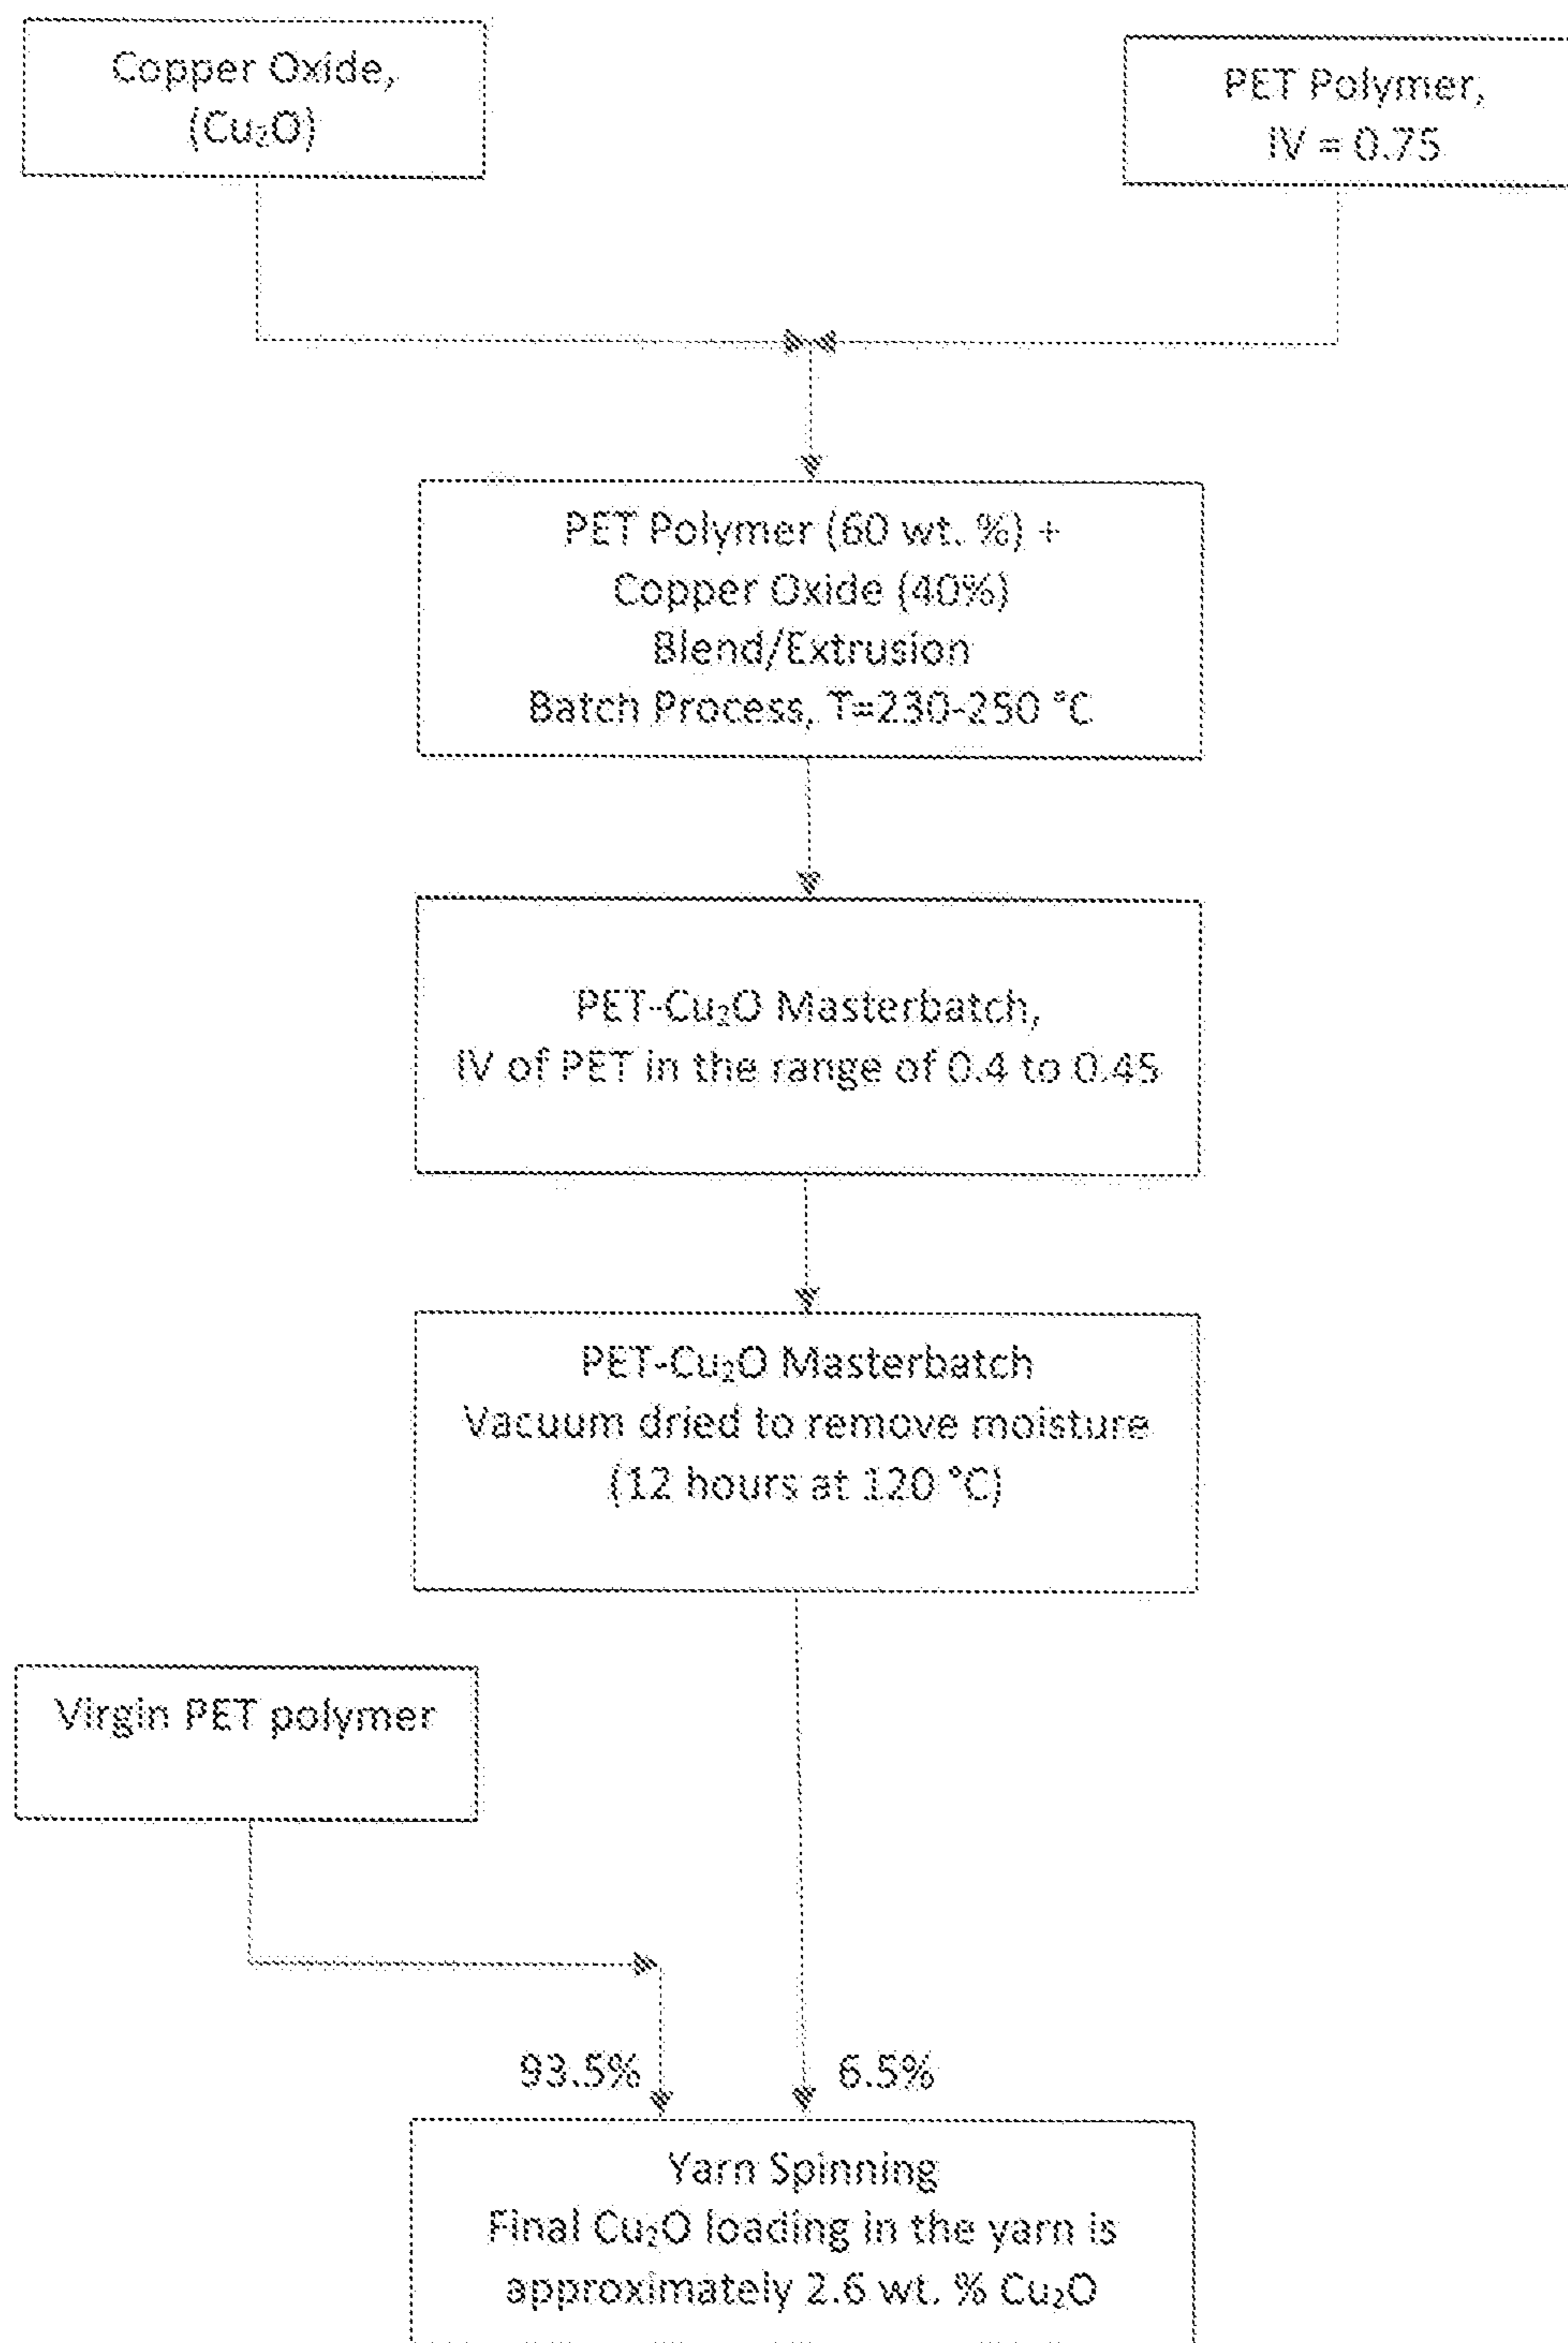 Copper Oxide,
(Cu₂O)
PET Polymer,
IV = 0.75
PET Polymer (60 wt. %) +
Copper Oxide (40%)
Blend/Extrusion
Batch Process, T=230-250 °C
PET-Cu₂O Masterbatch,
IV of PET in the range of 0.4 to 0.45
PET-Cu₂O Masterbatch
Vacuum dried to remove moisture
(12 hours at 120 °C)
Virgin PET polymer
93.5%
6.5%
Yarn Spinning
Final Cu₂O loading in the yarn is
approximately 2.6 wt. % Cu₂O